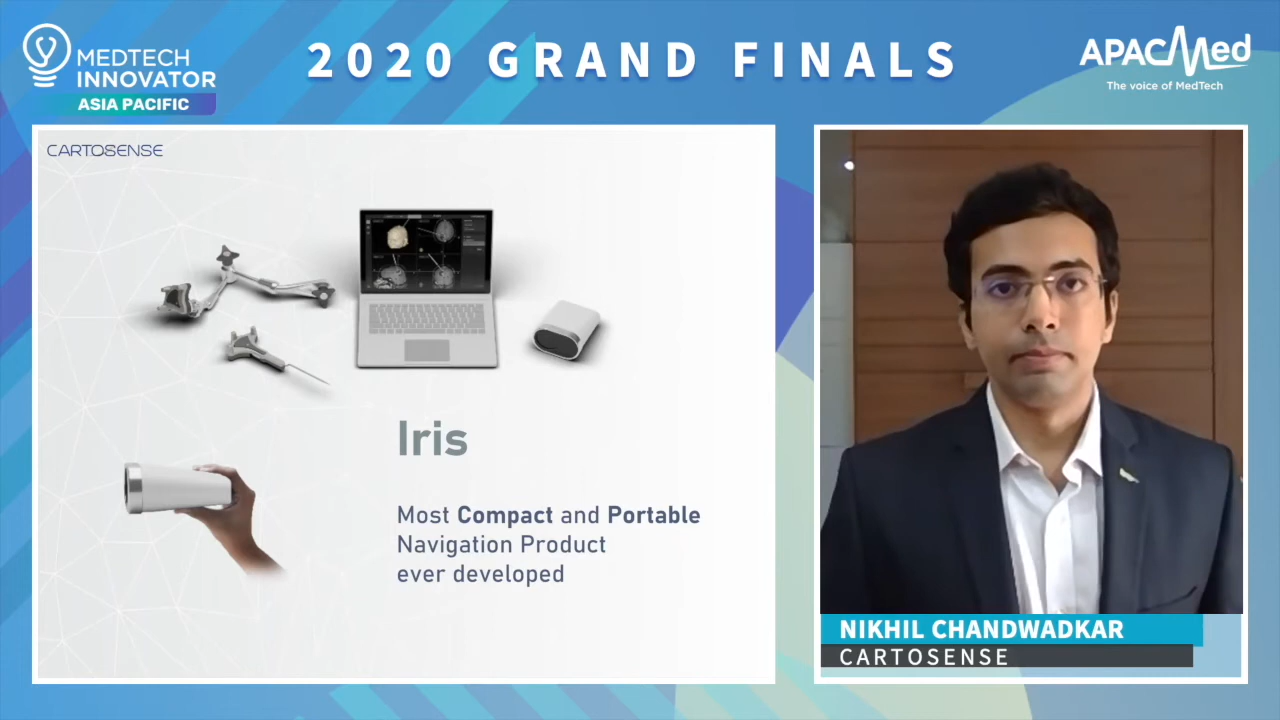 MEDTECH
INNOVATOR
ASIA PACIFIC
2020 GRAND FINALS
APACMed
The voice of MedTech
CARTOSENSE
Iris
Most Compact and Portable
Navigation Product
ever developed
NIKHIL CHANDWADKAR
CARTOSENSE